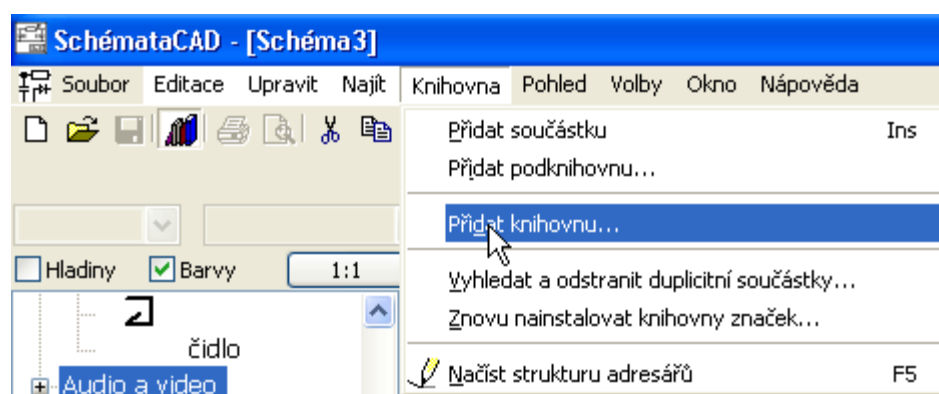 SchémataCAD - [Schéma3]
Soubor Editace Upravit Najít Knihovna Pohled Volby Okno Nápověda
Přidat součástku Ins
Přidat podknihovnu...
Přidat knihovnu...
Vyhledat a odstranit duplicitní součástky...
Znovu nainstalovat knihovny značek...
Načíst strukturu adresářů F5
Hladiny Barvy 1:1
čidlo
Audio a video